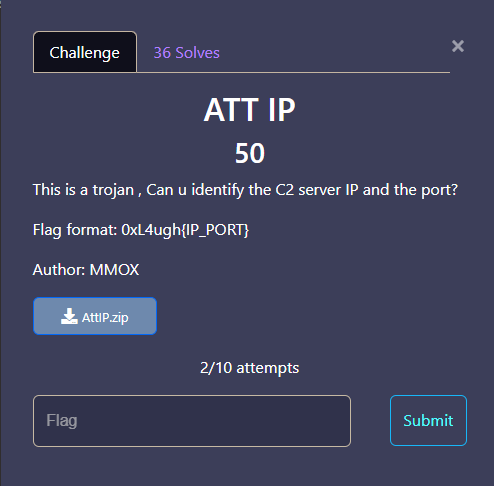 Challenge
36 Solves
×
ATT IP
50
This is a trojan , Can u identify the C2 server IP and the port?
Flag format: 0xL4ugh{IP_PORT}
Author: MMOX
AttIP.zip
2/10 attempts
Flag
Submit